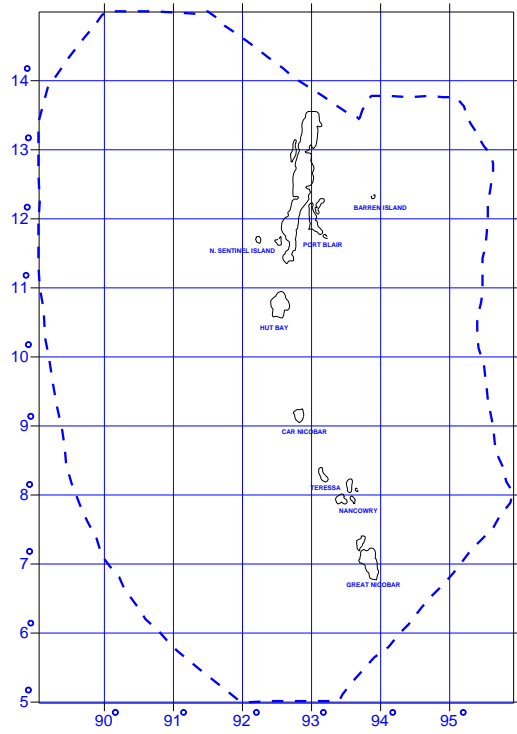 14°
13°
12°
11°
10°
9°
8°
7°
6°
5°
BARREN ISLAND
PORT BLAIR
N. SENTINEL ISLAND
HUT BAY
CAR NICOBAR
TERESSA
NANCOWRY
GREAT NICOBAR
90° 91° 92° 93° 94° 95°